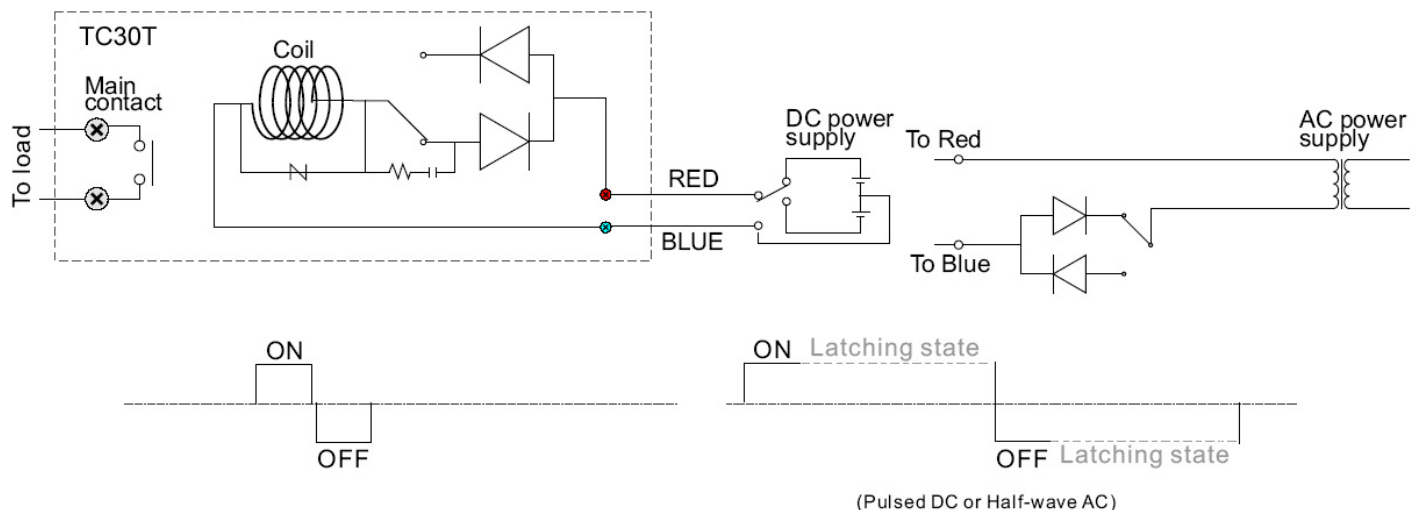 TC30T
Coil
Main
contact
To load
RED
BLUE
DC power
supply
To Red
To Blue
AC power
supply
ON
OFF
ON Latching state
OFF Latching state
(Pulsed DC or Half-wave AC)